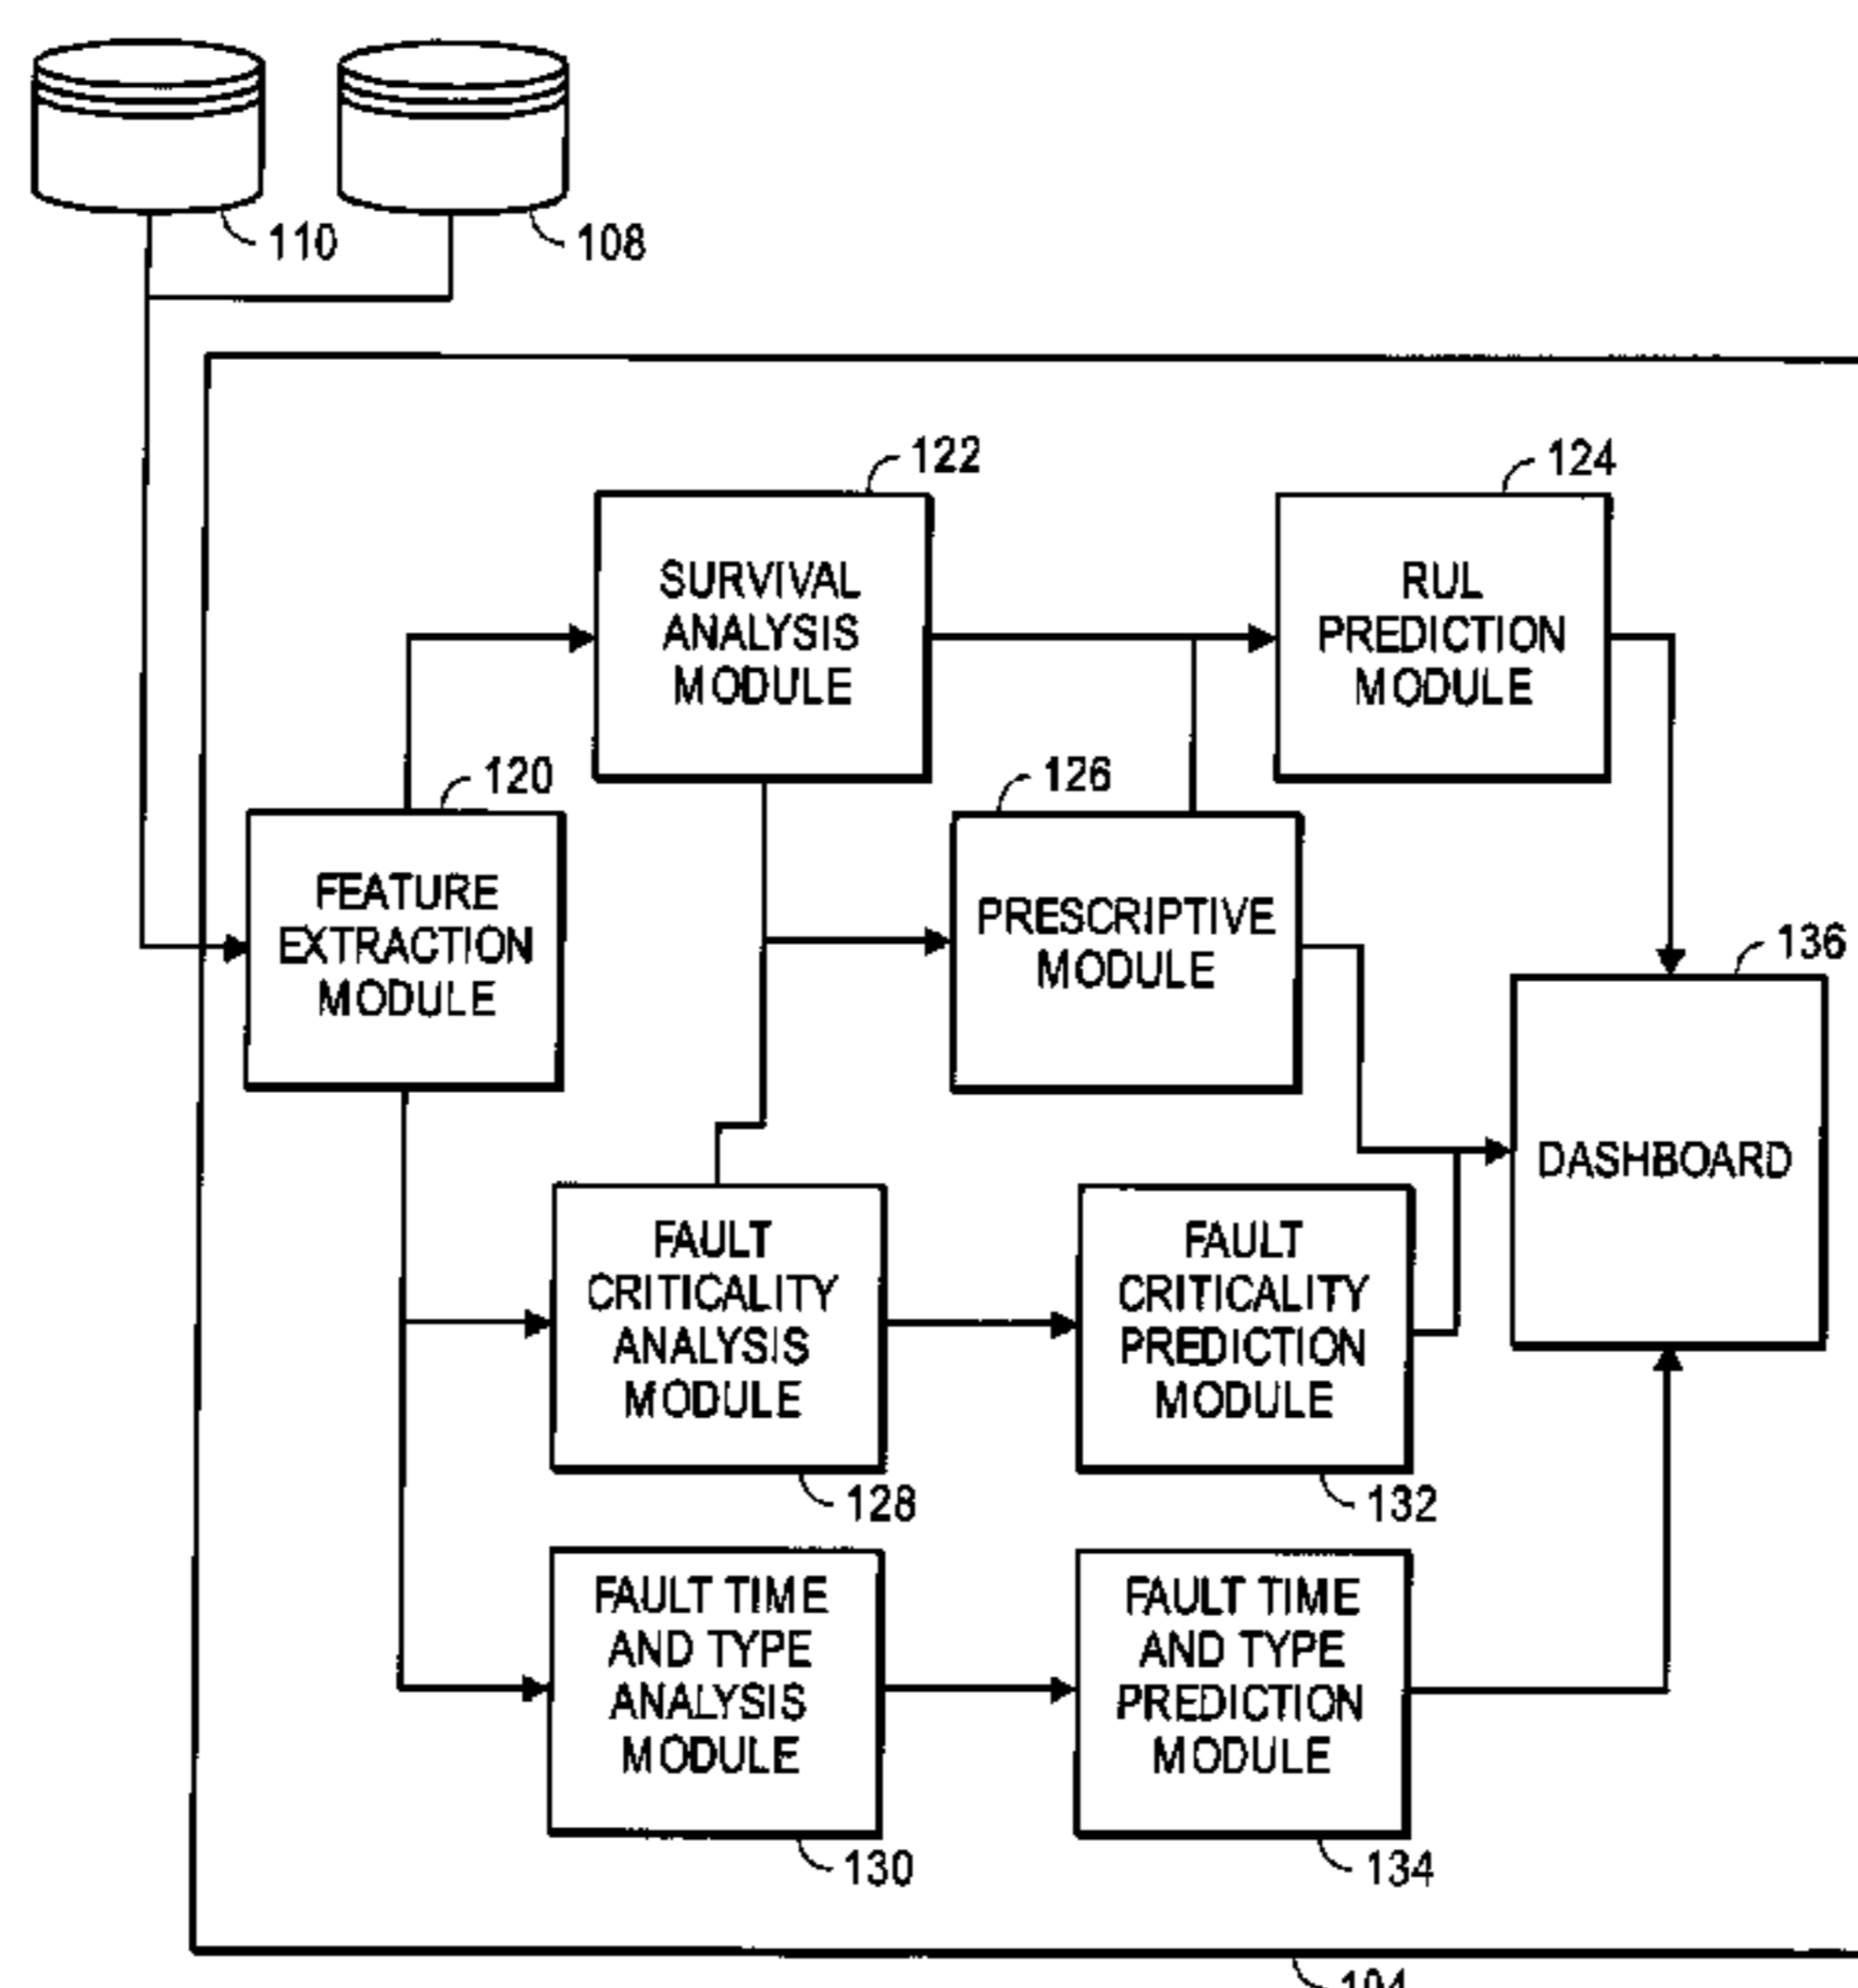 110
108
122
124
SURVIVAL
ANALYSIS
MODULE
RUL
PREDICTION
MODULE
120
126
FEATURE
EXTRACTION
MODULE
PRESCRIPTIVE
MODULE
136
DASHBOARD
FAULT
CRITICALITY
ANALYSIS
MODULE
FAULT
CRITICALITY
PREDICTION
MODULE
128
132
FAULT TIME
AND TYPE
ANALYSIS
MODULE
FAULT TIME
AND TYPE
PREDICTION
MODULE
130
134
104